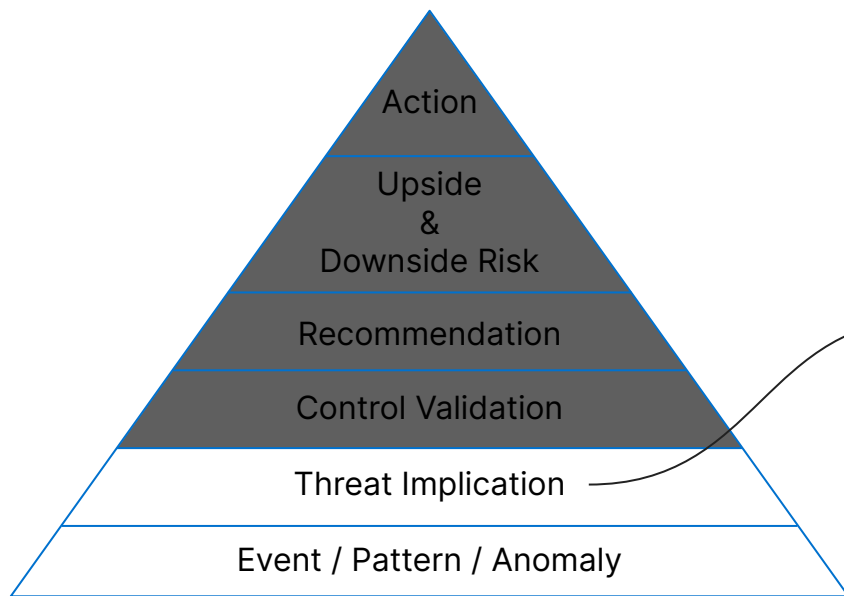 Action
Upside
&
Downside Risk
Recommendation
Control Validation
Threat Implication
Event / Pattern / Anomaly